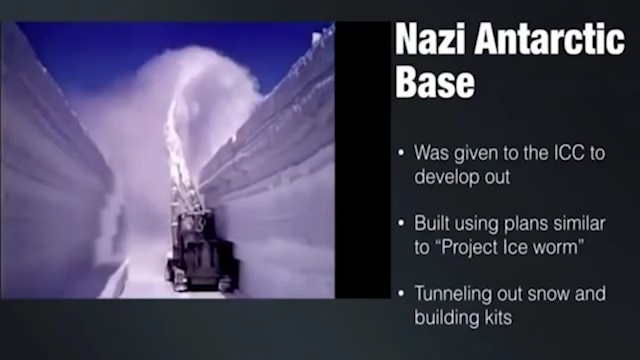 Nazi Antarctic
Base
• Was given to the ICC to
develop out
• Built using plans similar
to “Project Ice worm”
• Tunneling out snow and
building kits